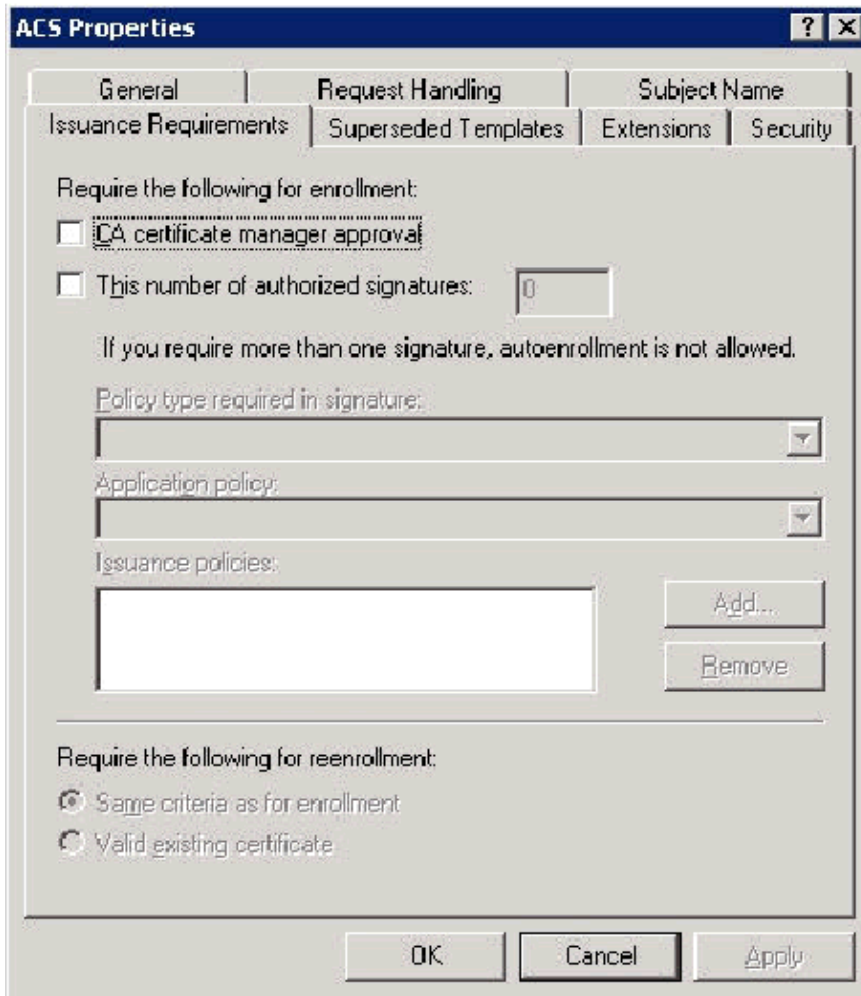 ACS Properties
General Request Handling Subject Name
Issuance Requirements Superseded Templates Extensions Security
Require the following for enrollment:
CA certificate manager approval
This number of authorized signatures: 0
If you require more than one signature, autoenrollment is not allowed.
Policy type required in signature:
Application policy:
Issuance policies:
Add...
Remove
Require the following for reenrollment:
Same criteria as for enrollment
Valid existing certificate
OK Cancel Apply